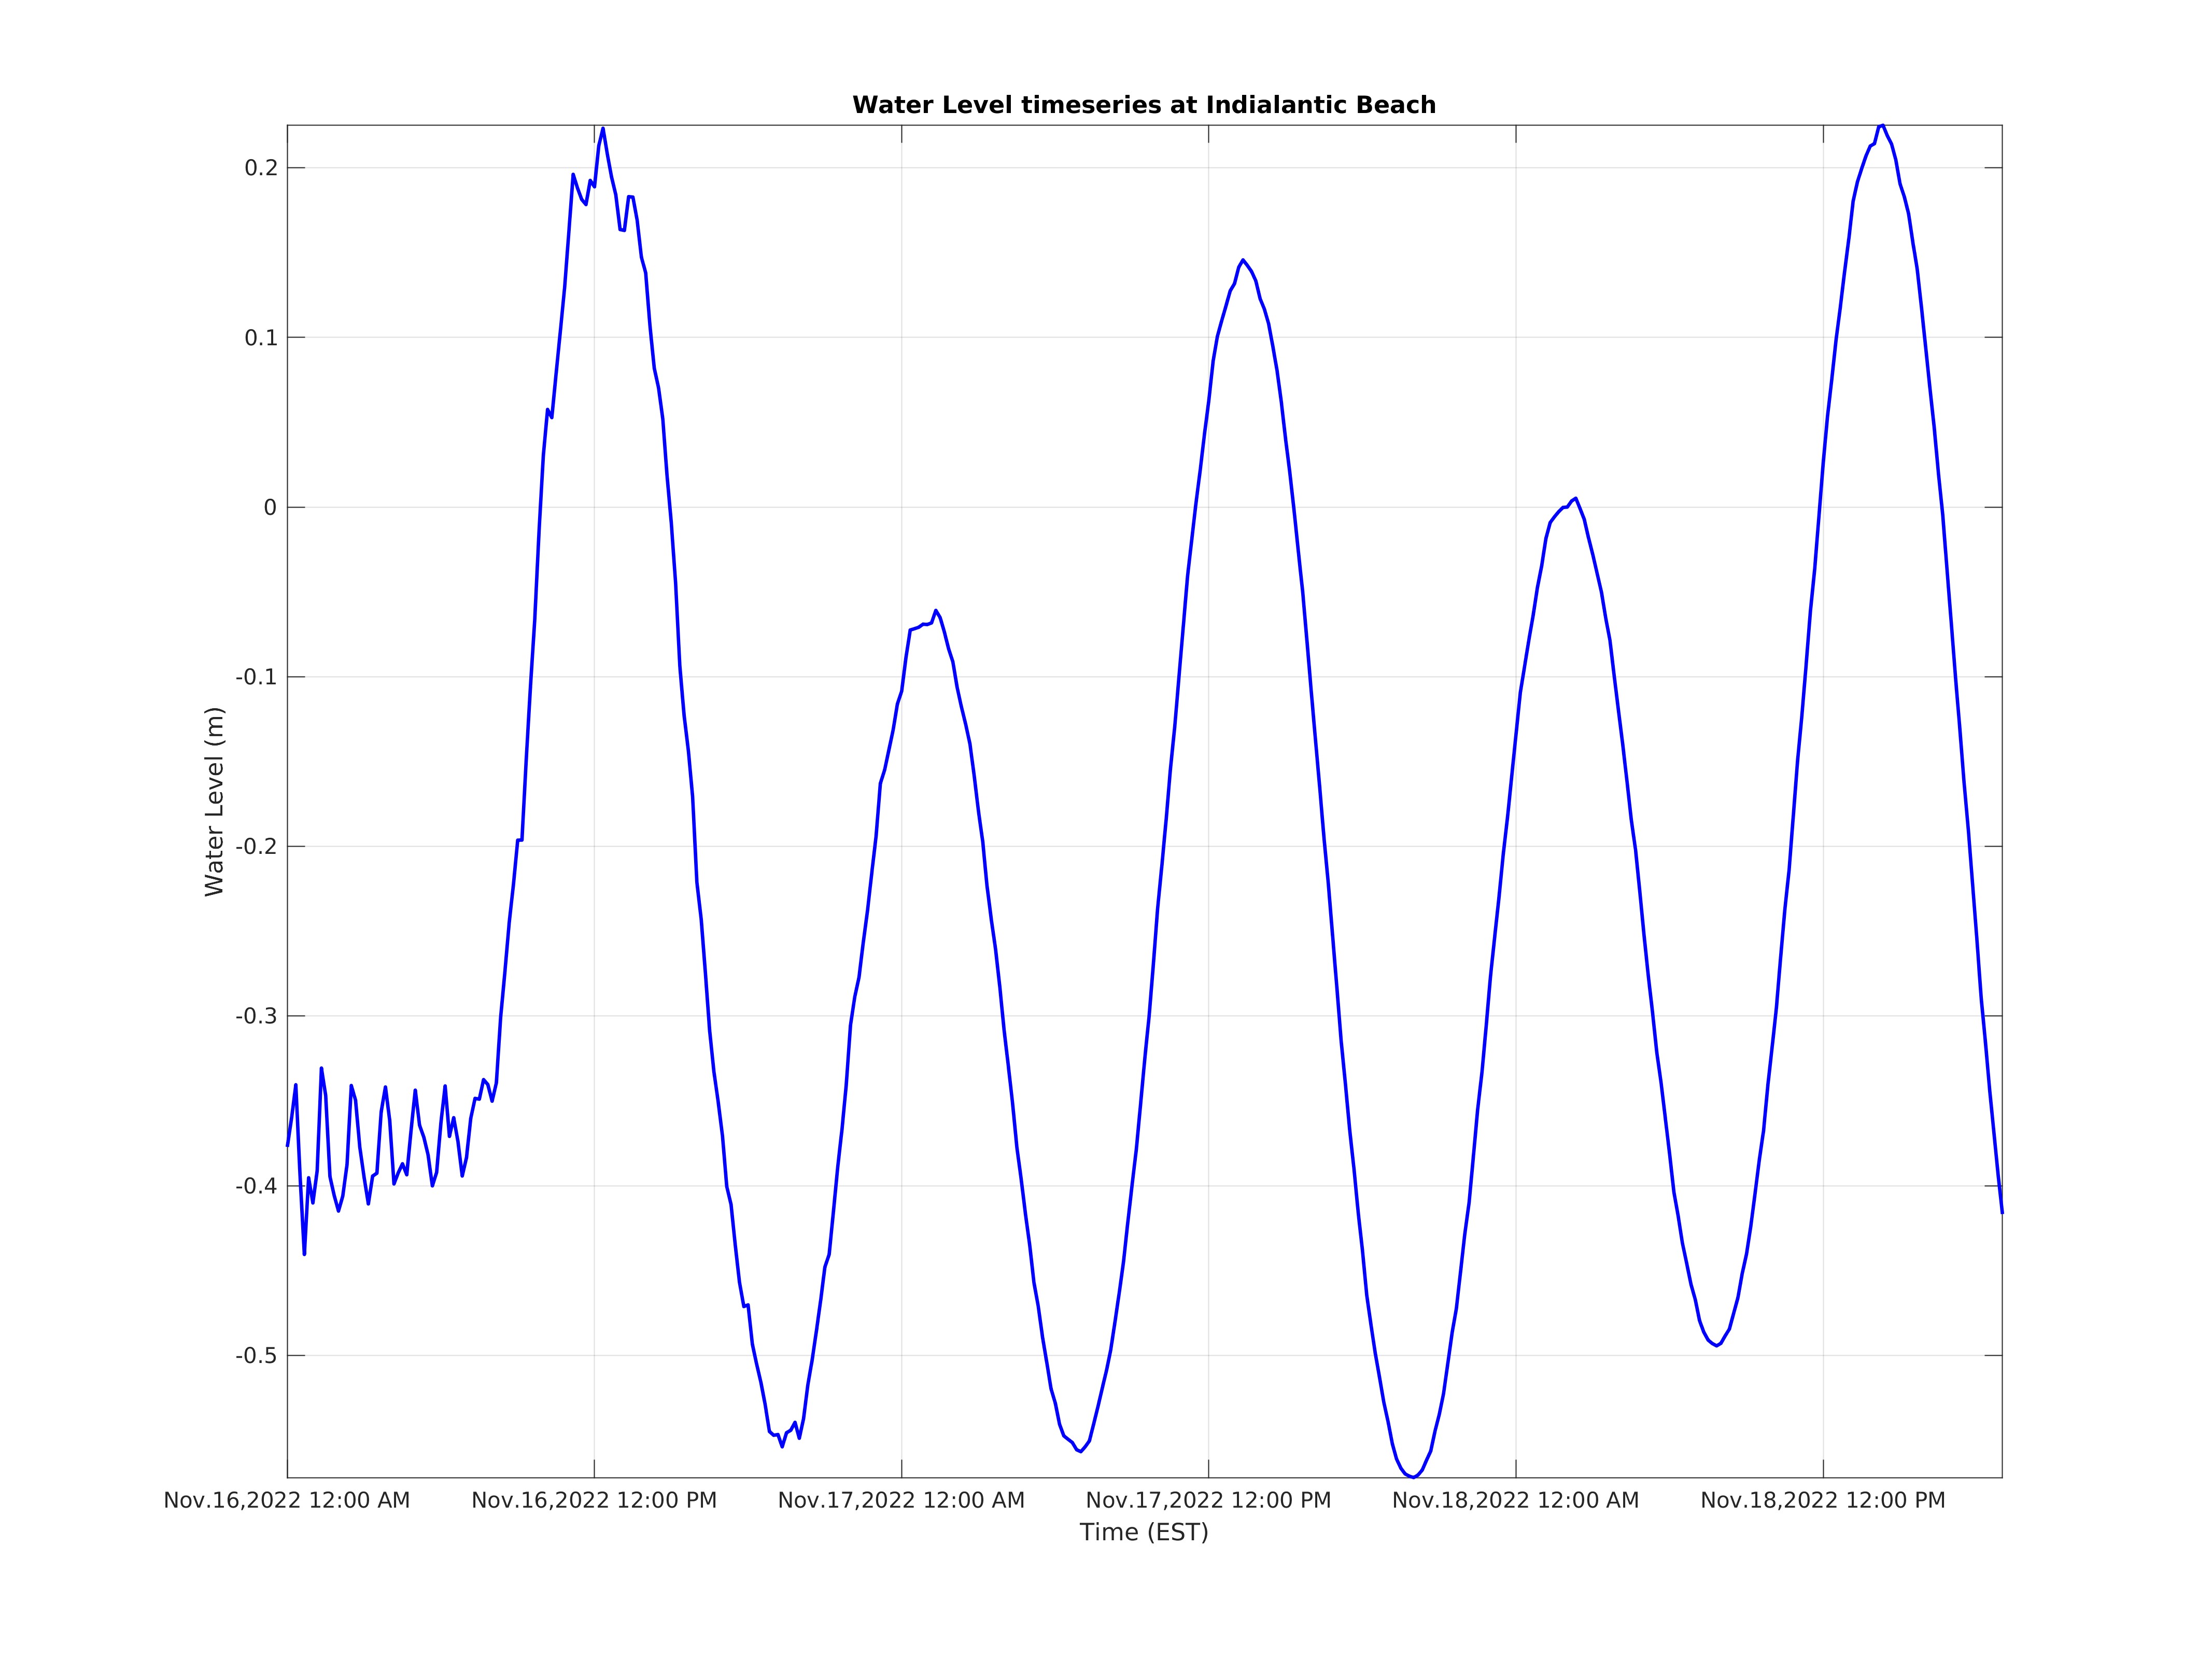 Water Level timeseries at Indialantic Beach
0.2
0.1
0
-0.1
-0.2
-0.3
-0.4
-0.5
Water Level (m)
Nov.16,2022 12:00 AM Nov.16,2022 12:00 PM Nov.17,2022 12:00 AM Nov.17,2022 12:00 PM Nov.18,2022 12:00 AM Nov.18,2022 12:00 PM
Time (EST)